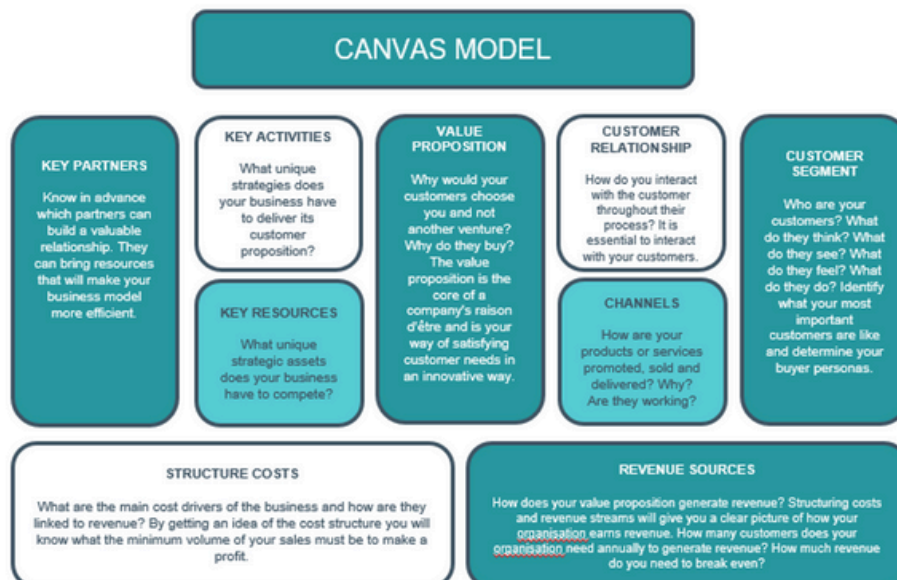 CANVAS MODEL
KEY PARTNERS
Know in advance
which partners can
build a valuable
relationship. They
can bring resources
that will make your
business model
more efficient.
KEY ACTIVITIES
What unique
strategies does
your business have
to deliver its
customer
proposition?
KEY RESOURCES
What unique
strategic assets
does your business
have to compete?
VALUE
PROPOSITION
Why would your
customers choose
you and not
another venture?
Why do they buy?
The value
proposition is the
core of a
company's raison
d'être and is your
way of satisfying
customer needs in
an innovative way.
CUSTOMER
RELATIONSHIP
How do you interact
with the customer
throughout their
process? It is
essential to interact
with your customers.
CHANNELS
How are your
products or services
promoted, sold and
delivered? Why?
Are they working?
CUSTOMER
SEGMENT
Who are your
customers? What
do they think? What
do they see? What
do they feel? What
do they do? Identify
what your most
important
customers are like
and determine your
buyer personas.
STRUCTURE COSTS
What are the main cost drivers of the business and how are they
linked to revenue? By getting an idea of the cost structure you will
know what the minimum volume of your sales must be to make a
profit.
REVENUE SOURCES
How does your value proposition generate revenue? Structuring costs
and revenue streams will give you a clear picture of how your
organisation earns revenue. How many customers does your
organisation need annually to generate revenue? How much revenue
do you need to break even?